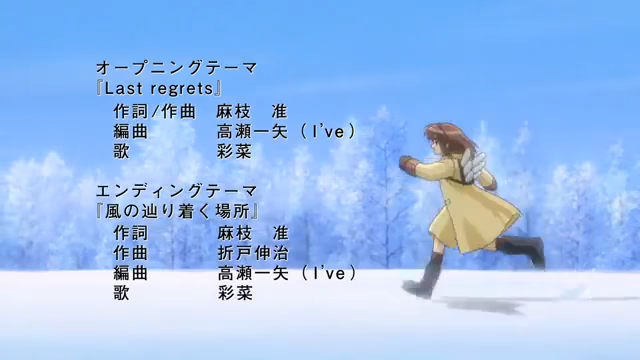 オープニングテーマ
『Last regrets』
作詞/作曲 麻枝 准
編曲 高瀬一矢 (I've)
歌 彩菜
エンディングテーマ
『風の辿り着く場所』
作詞 麻枝 准
作曲 折戸伸治
編曲 高瀬一矢 (I've)
歌 彩菜